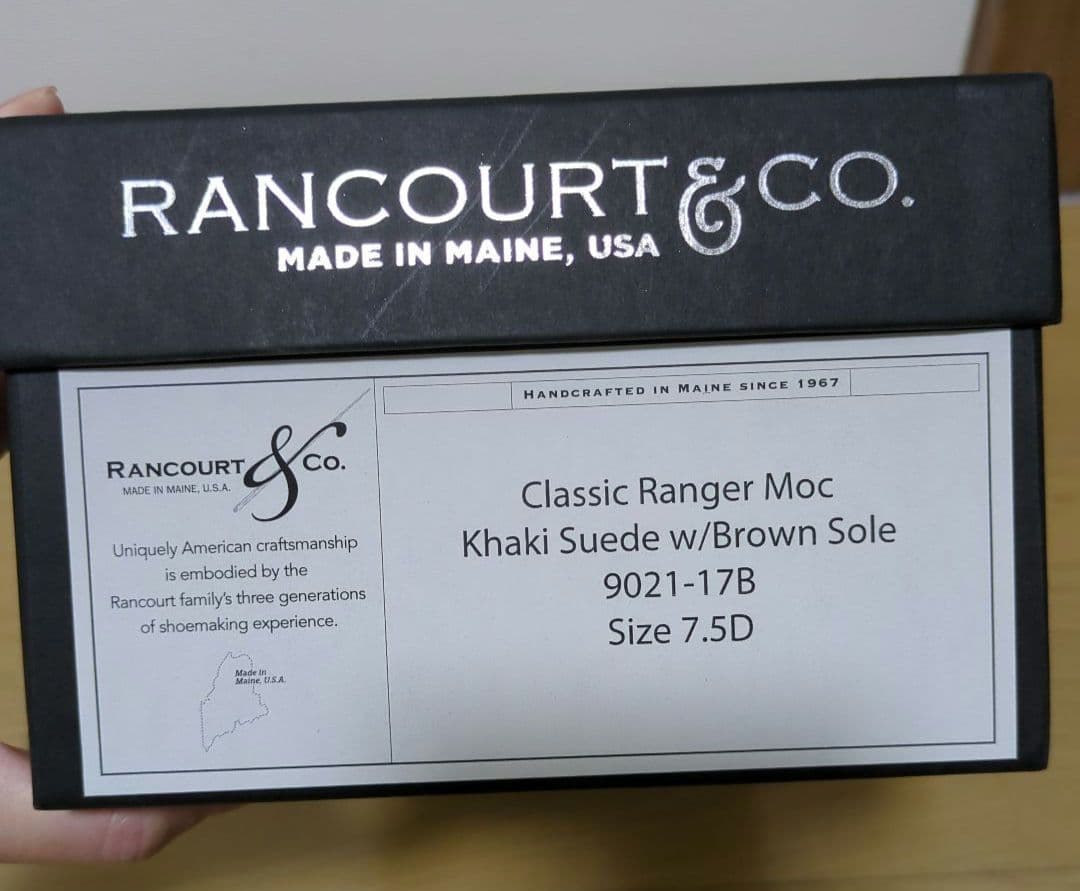 RANCOURT & CO.
MADE IN MAINE, USA
HANDCRAFTED IN MAINE SINCE 1967
RANCOURT & CO.
MADE IN MAINE, U.S.A.
Uniquely American craftsmanship
is embodied by the
Rancourt family's three generations
of shoemaking experience.
Made in
Maine, U.S.A.
Classic Ranger Moc
Khaki Suede w/Brown Sole
9021-17B
Size 7.5D